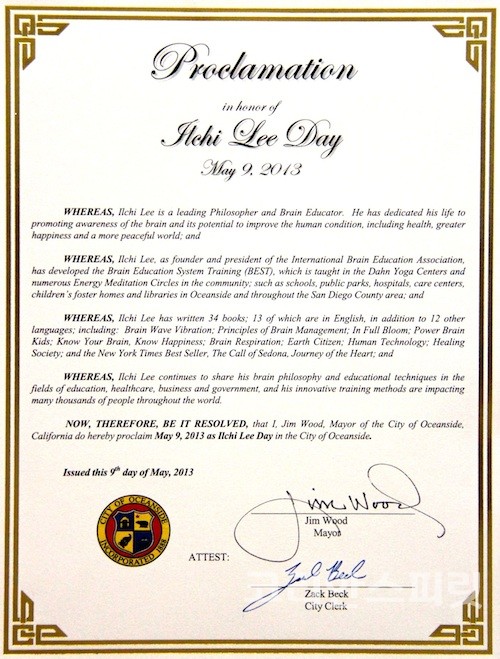 Proclamation
in honor of
Ilchi Lee Day
May 9, 2013
WHEREAS, Ilchi Lee is a leading Philosopher and Brain Educator. He has dedicated his life to
promoting awareness of the brain and its potential to improve the human condition, including health, greater
happiness and a more peaceful world; and
WHEREAS, Ilchi Lee, as founder and president of the International Brain Education Association,
has developed the Brain Education System Training (BEST), which is taught in the Dahn Yoga Centers and
numerous Energy Meditation Circles in the community; such as schools, public parks, hospitals, care centers,
children's foster homes and libraries in Oceanside and throughout the San Diego County area; and
WHEREAS, Ilchi Lee has written 34 books; 13 of which are in English, in addition to 12 other
languages; including: Brain Wave Vibration; Principles of Brain Management; In Full Bloom; Power Brain
Kids; Know Your Brain, Know Happiness; Brain Respiration; Earth Citizen; Human Technology; Healing
Society; and the New York Times Best Seller, The Call of Sedona, Journey of the Heart; and
WHEREAS, Ilchi Lee continues to share his brain philosophy and educational techniques in the
fields of education, healthcare, business and government, and his innovative training methods are impacting
many thousands of people throughout the world.
NOW, THEREFORE, BE IT RESOLVED, that I, Jim Wood, Mayor of the City of Oceanside,
California do hereby proclaim May 9, 2013 as Ilchi Lee Day in the City of Oceanside.
Issued this 9th day of May, 2013
CITY OF OCEANSIDE
INCORPORATED 1888
Jim Wood
Jim Wood
Mayor
ATTEST:
Zack Beck
Zack Beck
City Clerk